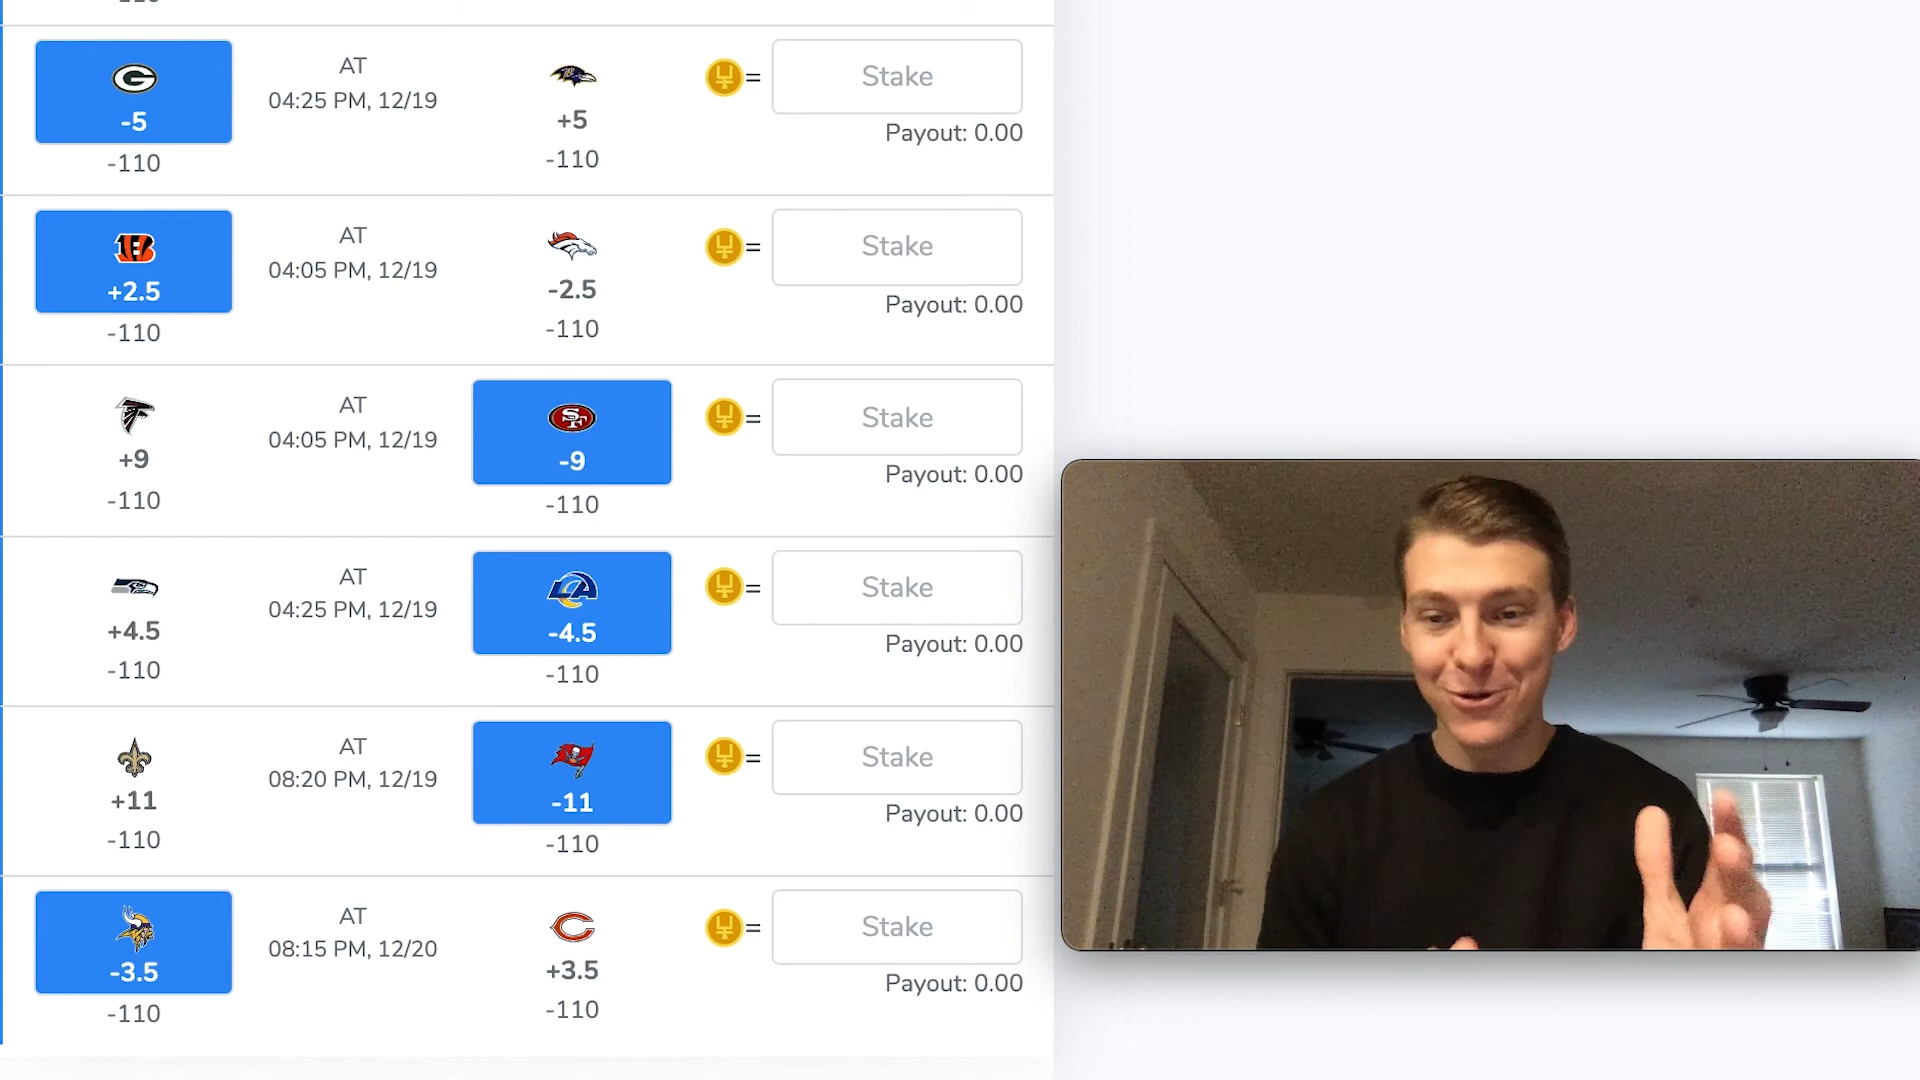 -110
AT
04:25 PM, 12/19
G
-5
-110
+5
-110
=
Stake
Payout: 0.00
AT
04:05 PM, 12/19
B
+2.5
-110
-2.5
-110
=
Stake
Payout: 0.00
AT
04:05 PM, 12/19
+9
-110
SF
-9
-110
=
Stake
Payout: 0.00
AT
04:25 PM, 12/19
+4.5
-110
LA
-4.5
-110
=
Stake
Payout: 0.00
AT
08:20 PM, 12/19
+11
-110
-11
-110
=
Stake
Payout: 0.00
AT
08:15 PM, 12/20
-3.5
-110
C
+3.5
-110
=
Stake
Payout: 0.00